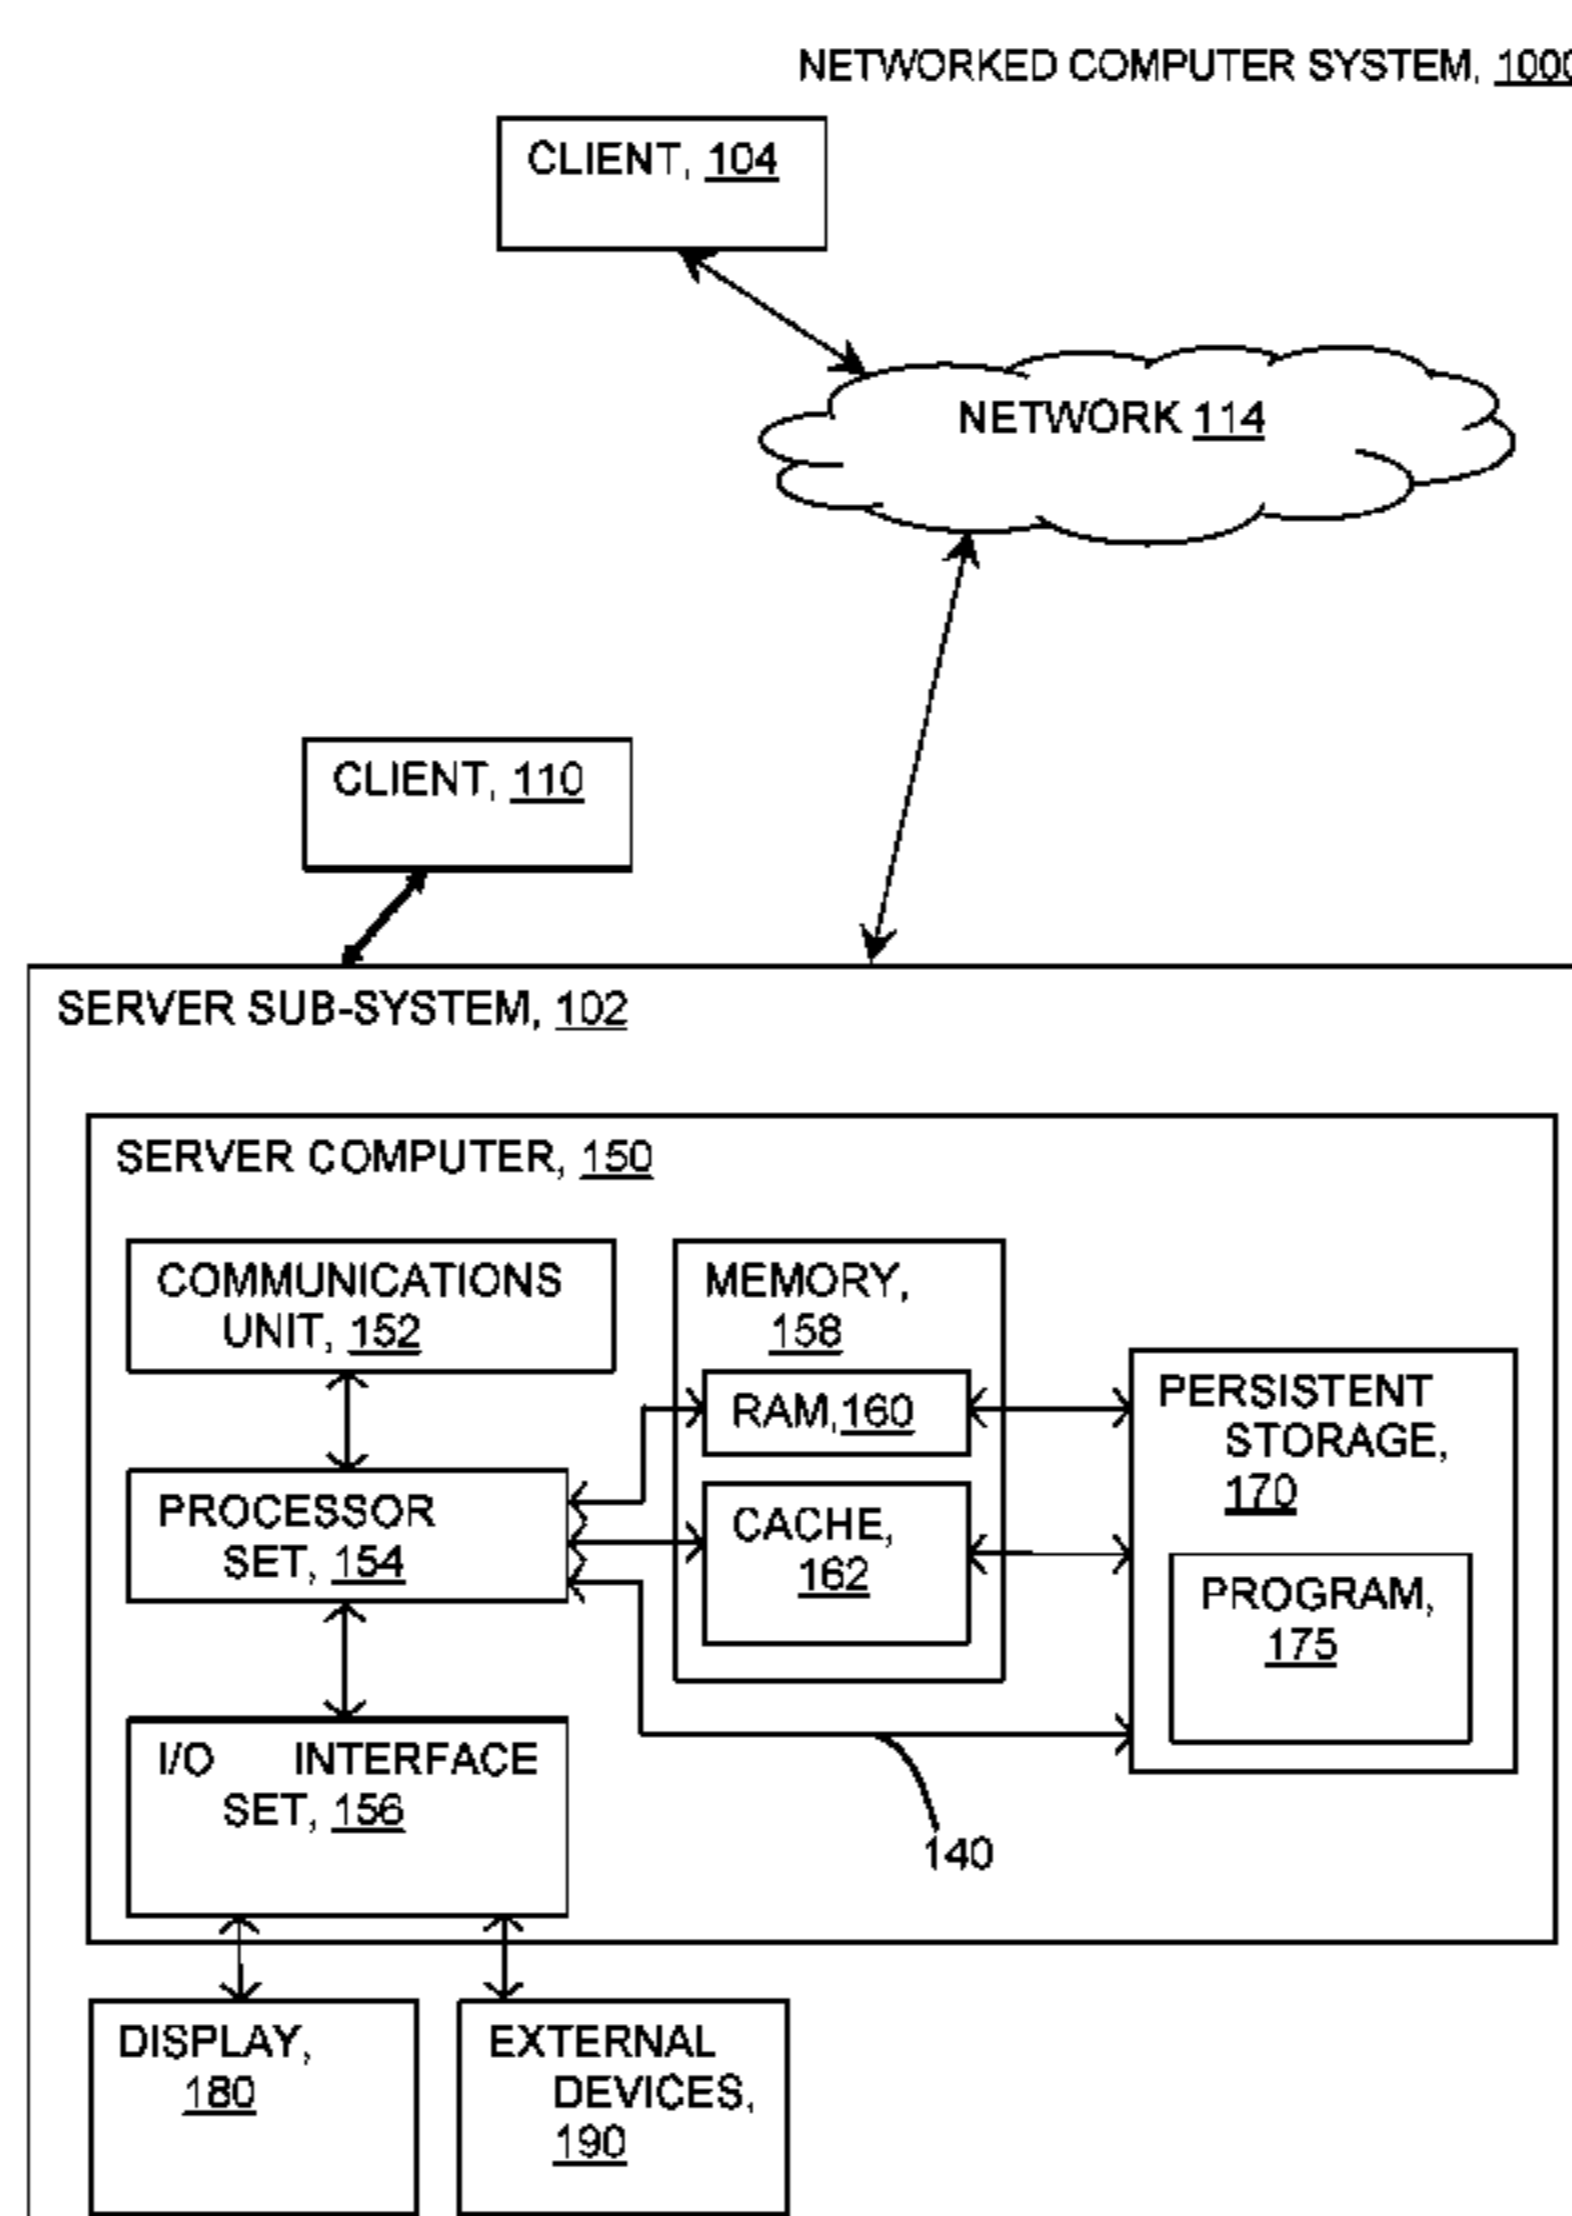 NETWORKED COMPUTER SYSTEM, 1000
CLIENT, 104
NETWORK 114
CLIENT, 110
SERVER SUB-SYSTEM, 102
SERVER COMPUTER, 150
COMMUNICATIONS
UNIT, 152
MEMORY,
158
RAM,160
CACHE,
162
PERSISTENT
STORAGE,
170
PROGRAM,
175
PROCESSOR
SET, 154
I/O INTERFACE
SET, 156
140
DISPLAY,
180
EXTERNAL
DEVICES,
190